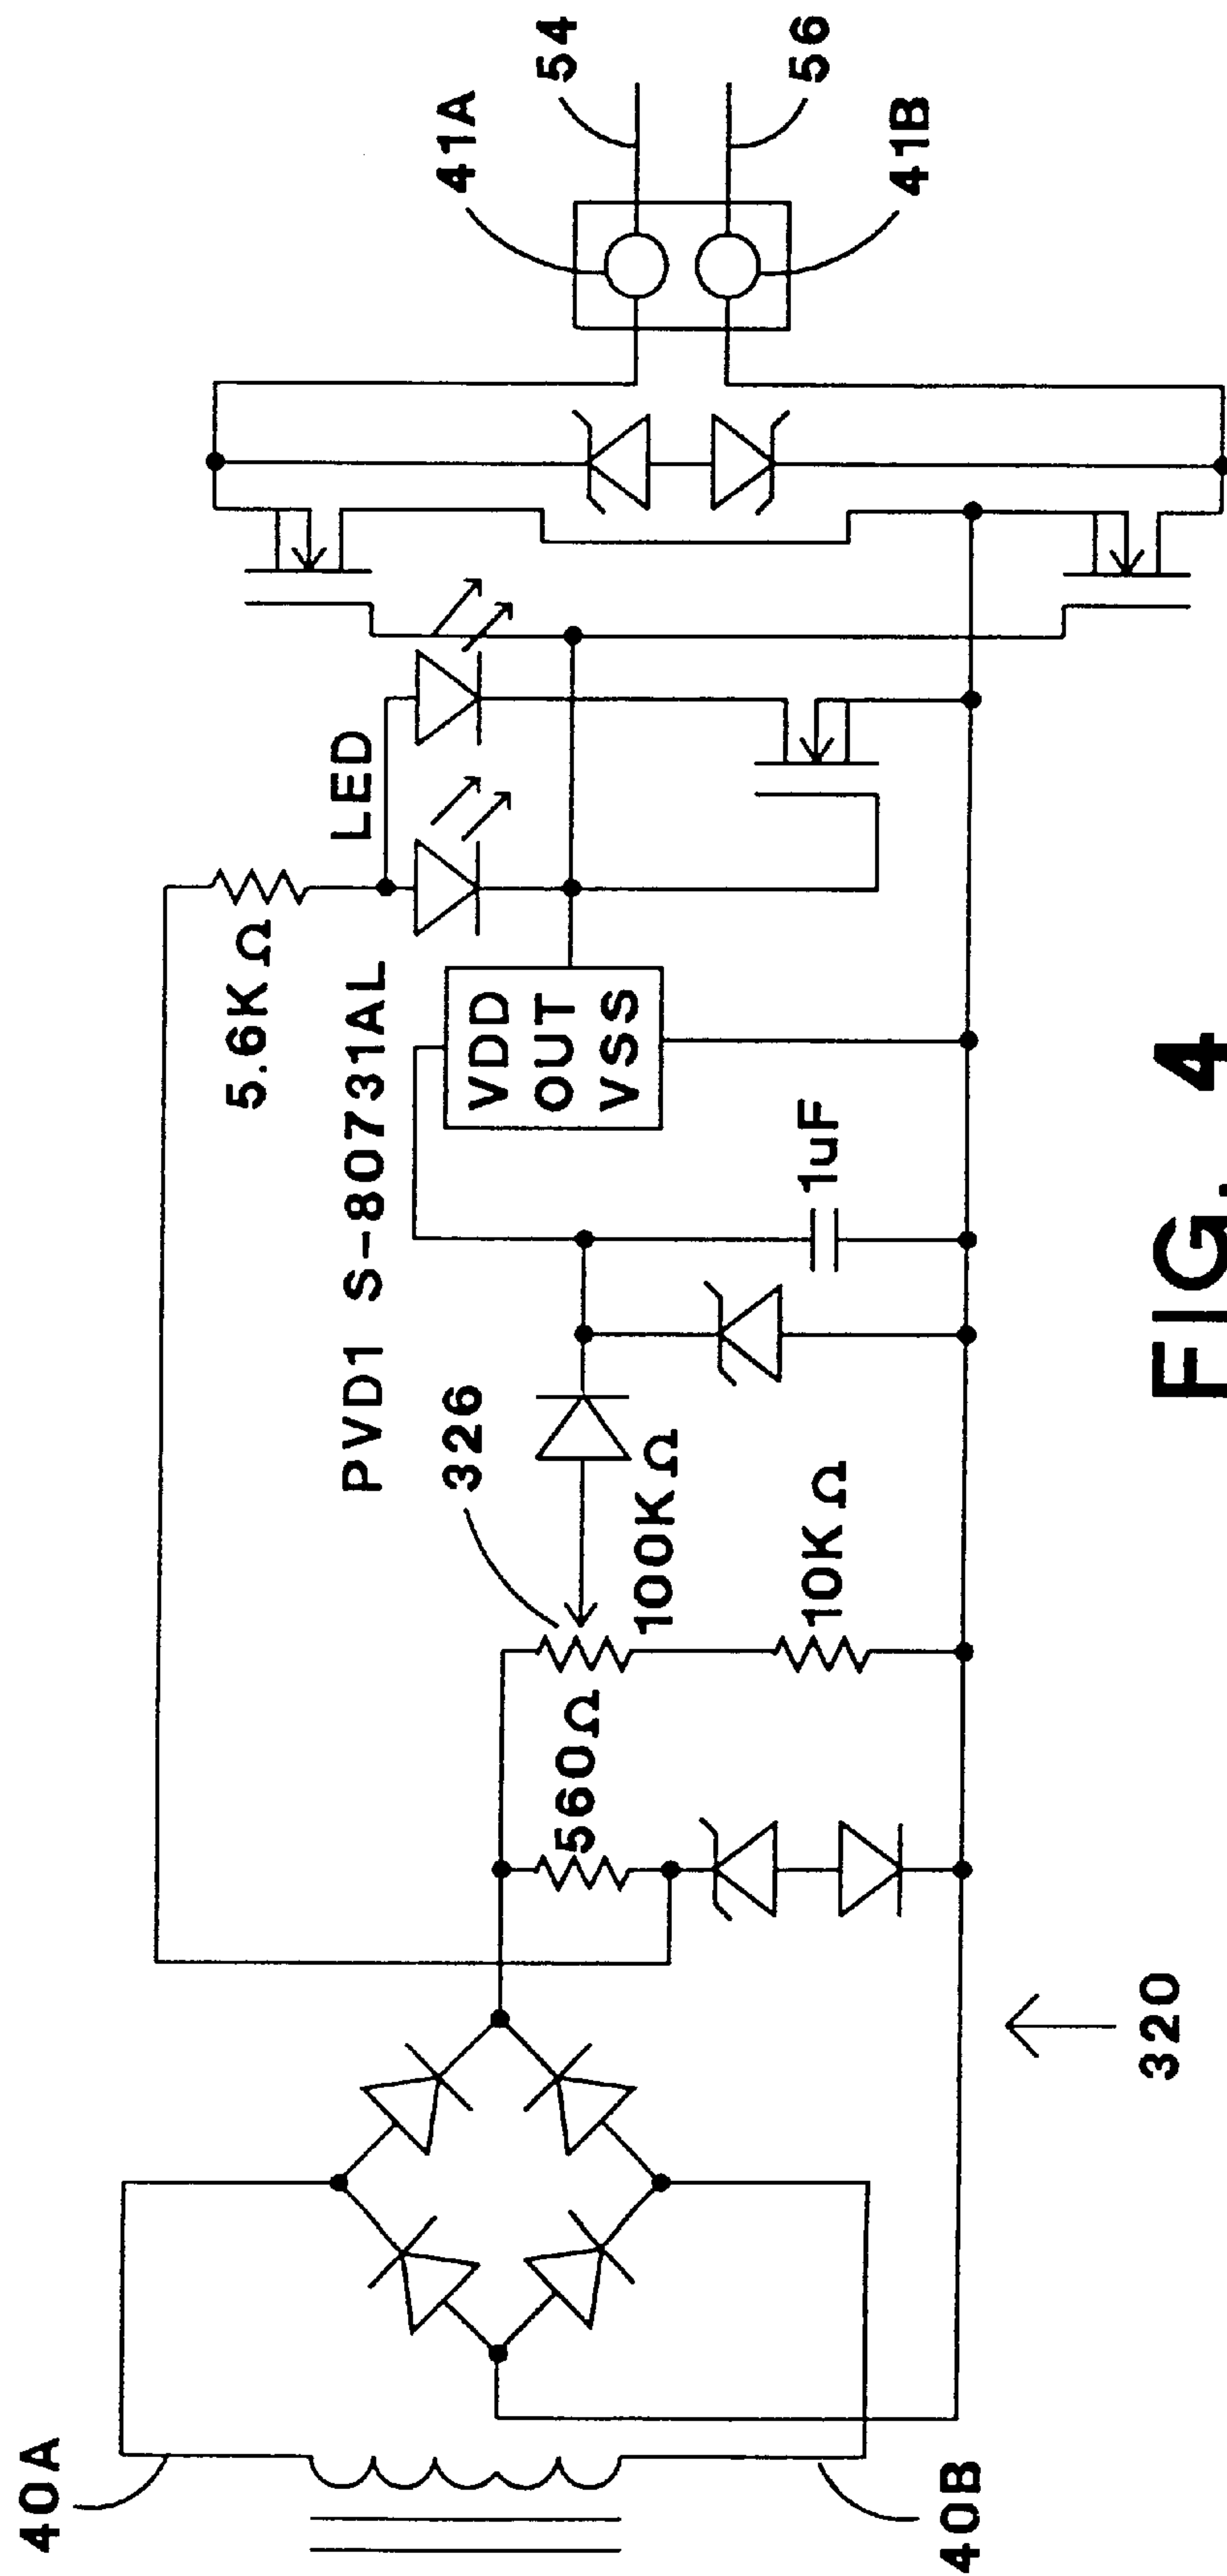 40A
40B
320
560Ω
326
100KΩ
10KΩ
PVD1 S-80731AL
1uF
5.6KΩ
VDD
OUT
VSS
LED
41A
54
56
41B
FIG. 4